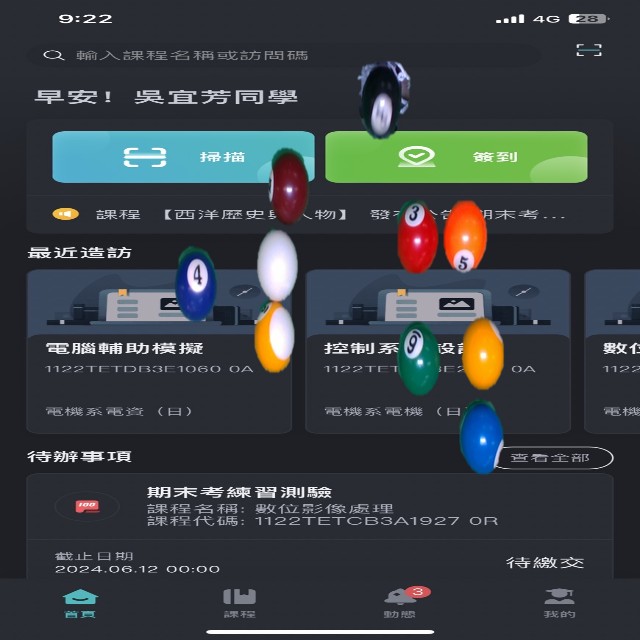 9:22 4G 28
輸入課程名稱或訪問碼
早安！吳宜芳同學
掃描 簽到
課程 【西洋歷史 人物】 發 期末考...
最近造訪
電腦輔助模擬
1122TETDB3E1060 0A
電機系電資（日）
控制系
1122TE 0A
電機系電機（日
數位
1122
電機
3
5
4
9
待辦事項 查看全部
100
期末考練習測驗
課程名稱: 數位影像處理
課程代碼: 1122TETCB3A1927 0R
截止日期
2024.06.12 00:00
待繳交
3
首頁 課程 動態 我的